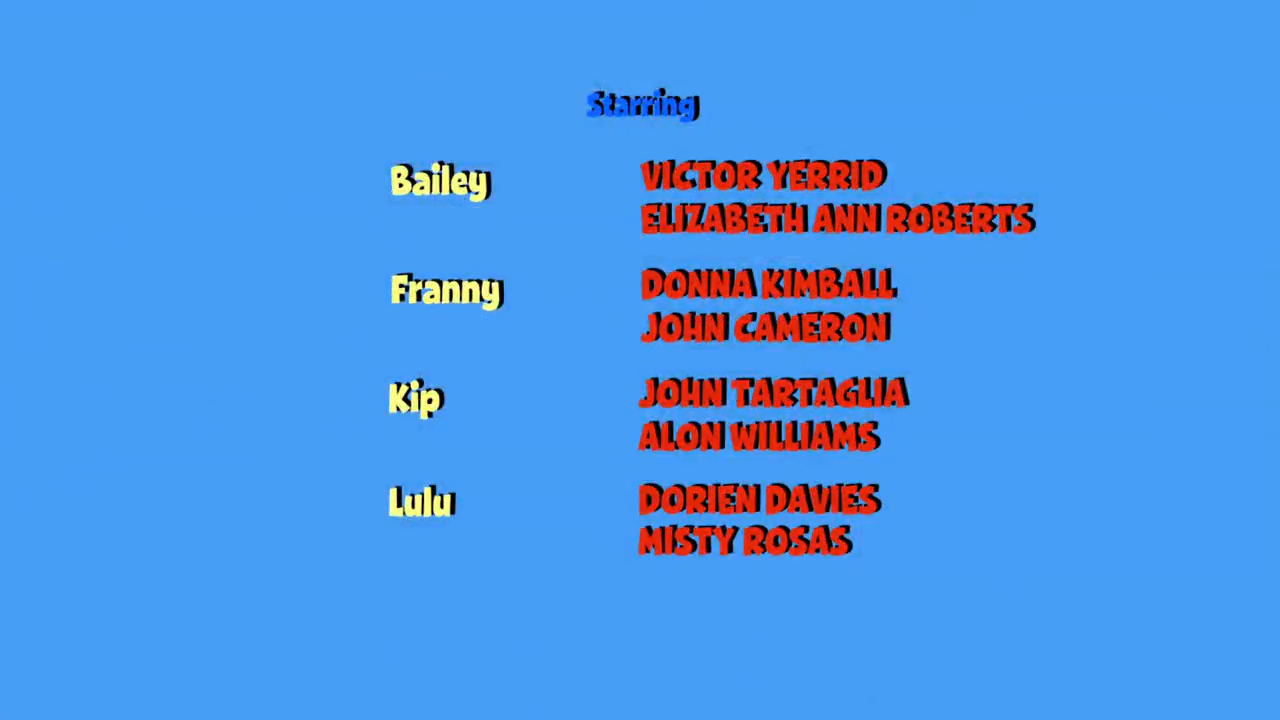 Starring
Bailey VICTOR YERRID
ELIZABETH ANN ROBERTS
Franny DONNA KIMBALL
JOHN CAMERON
Kip JOHN TARTAGLIA
ALON WILLIAMS
Lulu DORIEN DAVIES
MISTY ROSAS